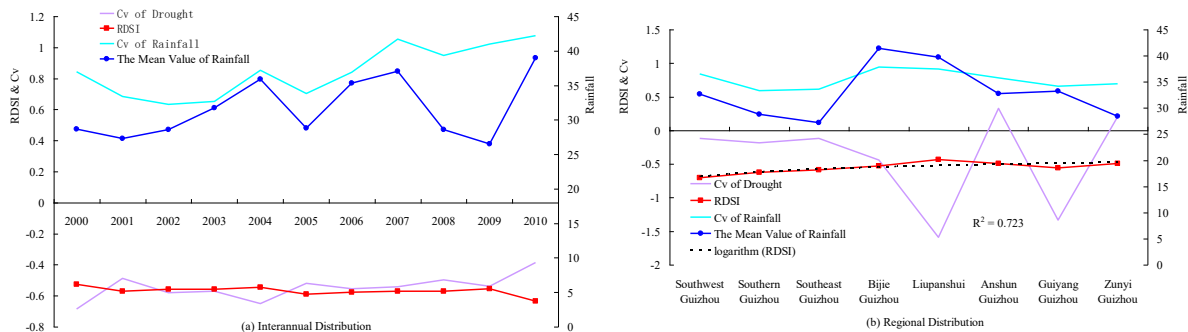 1.2
1
0.8
0.6
0.4
0.2
0
-0.2
-0.4
-0.6
-0.8
RDSI & Cv
Cv of Drought
RDSI
Cv of Rainfall
The Mean Value of Rainfall
2000 2001 2002 2003 2004 2005 2006 2007 2008 2009 2010
(a) Interannual Distribution
45
40
35
30
25
20
15
10
5
0
Rainfall
1.5
1
0.5
0
-0.5
-1
-1.5
-2
RDSI & Cv
Cv of Drought
RDSI
Cv of Rainfall
The Mean Value of Rainfall
logarithm (RDSI)
R² = 0.723
Southwest Southern Southeast Bijie Liupanshui Anshun Guiyang Zunyi
Guizhou Guizhou Guizhou Guizhou Guizhou Guizhou Guizhou
(b) Regional Distribution
45
40
35
30
25
20
15
10
5
0
Rainfall